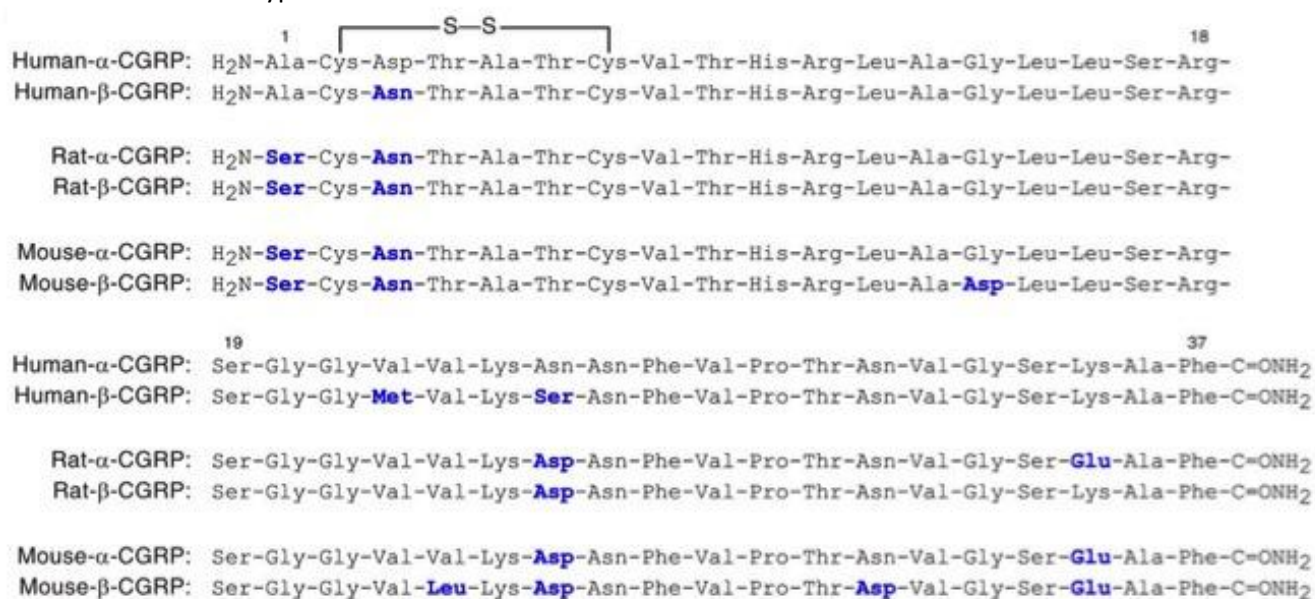 S–S
1 18
Human-α-CGRP: H2N-Ala-Cys-Asp-Thr-Ala-Thr-Cys-Val-Thr-His-Arg-Leu-Ala-Gly-Leu-Leu-Ser-Arg-
Human-β-CGRP: H2N-Ala-Cys-Asn-Thr-Ala-Thr-Cys-Val-Thr-His-Arg-Leu-Ala-Gly-Leu-Leu-Ser-Arg-
Rat-α-CGRP: H2N-Ser-Cys-Asn-Thr-Ala-Thr-Cys-Val-Thr-His-Arg-Leu-Ala-Gly-Leu-Leu-Ser-Arg-
Rat-β-CGRP: H2N-Ser-Cys-Asn-Thr-Ala-Thr-Cys-Val-Thr-His-Arg-Leu-Ala-Gly-Leu-Leu-Ser-Arg-
Mouse-α-CGRP: H2N-Ser-Cys-Asn-Thr-Ala-Thr-Cys-Val-Thr-His-Arg-Leu-Ala-Gly-Leu-Leu-Ser-Arg-
Mouse-β-CGRP: H2N-Ser-Cys-Asn-Thr-Ala-Thr-Cys-Val-Thr-His-Arg-Leu-Ala-Asp-Leu-Leu-Ser-Arg-
19 37
Human-α-CGRP: Ser-Gly-Gly-Val-Val-Lys-Asn-Asn-Phe-Val-Pro-Thr-Asn-Val-Gly-Ser-Lys-Ala-Phe-C=ONH2
Human-β-CGRP: Ser-Gly-Gly-Met-Val-Lys-Ser-Asn-Phe-Val-Pro-Thr-Asn-Val-Gly-Ser-Lys-Ala-Phe-C=ONH2
Rat-α-CGRP: Ser-Gly-Gly-Val-Val-Lys-Asp-Asn-Phe-Val-Pro-Thr-Asn-Val-Gly-Ser-Glu-Ala-Phe-C=ONH2
Rat-β-CGRP: Ser-Gly-Gly-Val-Val-Lys-Asp-Asn-Phe-Val-Pro-Thr-Asn-Val-Gly-Ser-Lys-Ala-Phe-C=ONH2
Mouse-α-CGRP: Ser-Gly-Gly-Val-Val-Lys-Asp-Asn-Phe-Val-Pro-Thr-Asn-Val-Gly-Ser-Glu-Ala-Phe-C=ONH2
Mouse-β-CGRP: Ser-Gly-Gly-Val-Leu-Lys-Asp-Asn-Phe-Val-Pro-Thr-Asp-Val-Gly-Ser-Glu-Ala-Phe-C=ONH2